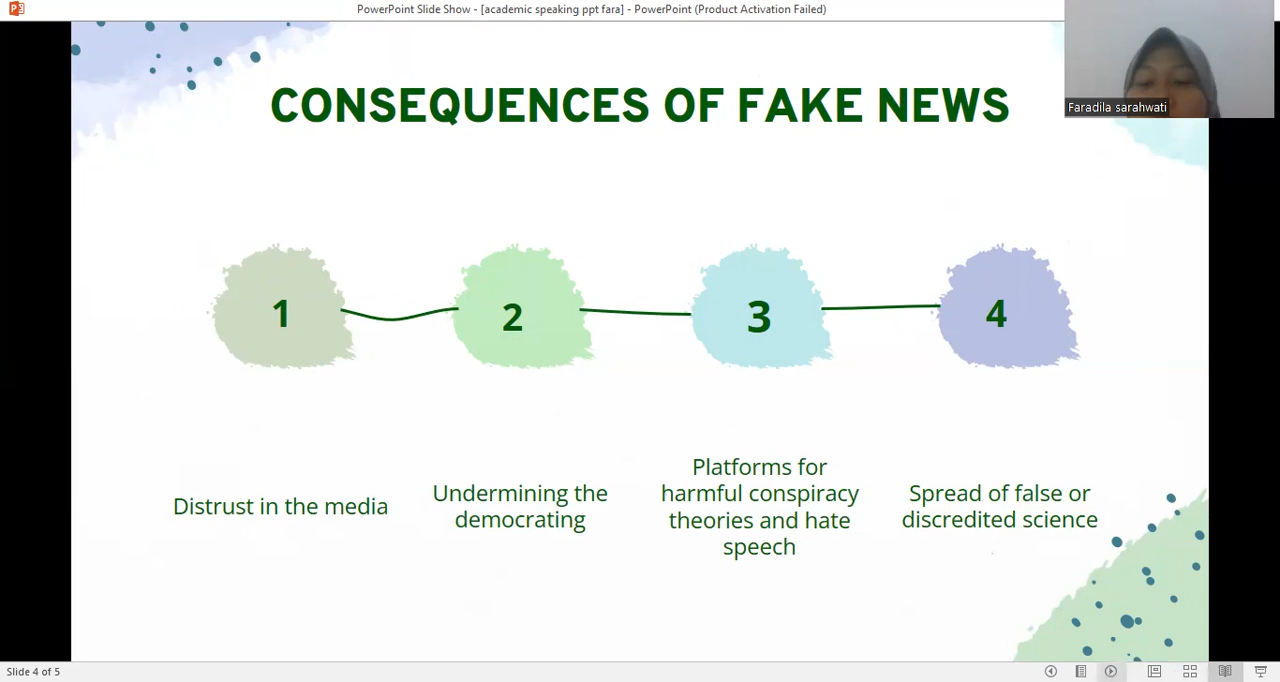 PowerPoint Slide Show - [academic speaking ppt fara] - PowerPoint (Product Activation Failed)
Faradila sarahwati
CONSEQUENCES OF FAKE NEWS
1
2
3
4
Distrust in the media
Undermining the
democrating
Platforms for
harmful conspiracy
theories and hate
speech
Spread of false or
discredited science
Slide 4 of 5